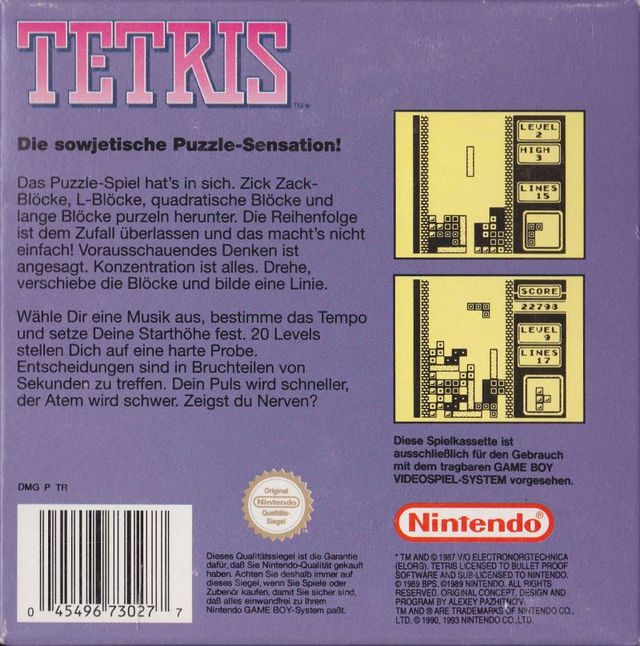 TETRIS
TM*
Die sowjetische Puzzle-Sensation!
Das Puzzle-Spiel hat's in sich. Zick Zack-
Blöcke, L-Blöcke, quadratische Blöcke und
lange Blöcke purzeln herunter. Die Reihenfolge
ist dem Zufall überlassen und das macht's nicht
einfach! Vorausschauendes Denken ist
angesagt. Konzentration ist alles. Drehe,
verschiebe die Blöcke und bilde eine Linie.
Wähle Dir eine Musik aus, bestimme das Tempo
und setze Deine Starthöhe fest. 20 Levels
stellen Dich auf eine harte Probe.
Entscheidungen sind in Bruchteilen von
Sekunden zu treffen. Dein Puls wird schneller,
der Atem wird schwer. Zeigst du Nerven?
LEVEL
2
HIGH
3
LINES
15
SCORE
22793
LEVEL
9
LINES
17
Diese Spielkassette ist
ausschließlich für den Gebrauch
mit dem tragbaren GAME BOY
VIDEOSPIEL-SYSTEM vorgesehen.
DMG P TR
0 45496 73027 7
Original
Nintendo
Qualitäts-
Siegel
Dieses Qualitätssiegel ist die Garantie
dafür, daß Sie Nintendo-Qualität gekauft
haben. Achten Sie deshalb immer auf
dieses Siegel, wenn Sie Spiele oder
Zubehör kaufen, damit Sie sicher sind,
daß alles einwandfrei zu Ihrem
Nintendo GAME BOY-System paßt.
Nintendo®
* TM AND © 1987 V/O ELECTRONORGTECHNICA
(ELORG). TETRIS LICENSED TO BULLET PROOF
SOFTWARE AND SUB-LICENSED TO NINTENDO.
© 1989 BPS. ©1989 NINTENDO. ALL RIGHTS
RESERVED. ORIGINAL CONCEPT, DESIGN AND
PROGRAM BY ALEXEY PAZHITNOV.
TM AND ® ARE TRADEMARKS OF NINTENDO CO.,
LTD. © 1990, 1993 NINTENDO CO.,LTD.